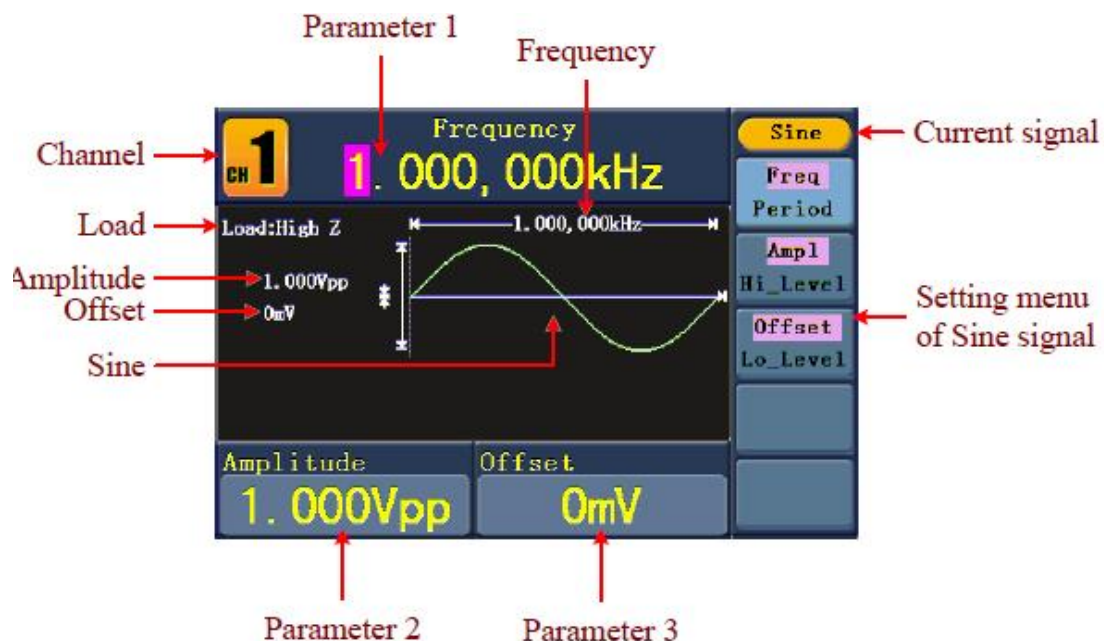 Parameter 1
Frequency
Channel
CH 1
Frequency
1.000,000kHz
Sine
Current signal
Freq
Period
Load
Load:High Z
1.000,000kHz
Amplitude
1.000Vpp
Ampl
Hi_Level
Offset
0mV
Setting menu
of Sine signal
Offset
Lo_Level
Sine
Amplitude
1.000Vpp
Offset
0mV
Parameter 2
Parameter 3